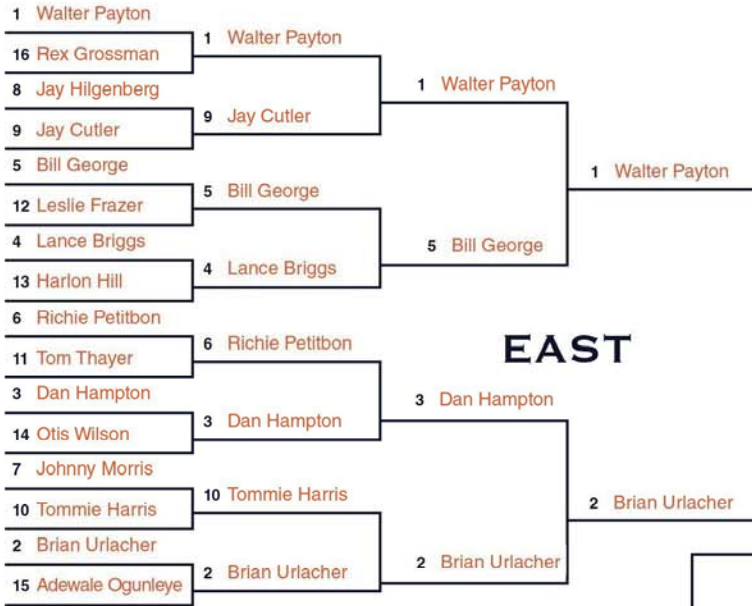 1 Walter Payton
16 Rex Grossman
8 Jay Hilgenberg
9 Jay Cutler
5 Bill George
12 Leslie Frazer
4 Lance Briggs
13 Harlon Hill
6 Richie Petitbon
11 Tom Thayer
3 Dan Hampton
14 Otis Wilson
7 Johnny Morris
10 Tommie Harris
2 Brian Urlacher
15 Adewale Ogunleye
1 Walter Payton
9 Jay Cutler
5 Bill George
4 Lance Briggs
6 Richie Petitbon
3 Dan Hampton
10 Tommie Harris
2 Brian Urlacher
1 Walter Payton
5 Bill George
3 Dan Hampton
2 Brian Urlacher
1 Walter Payton
2 Brian Urlacher
EAST